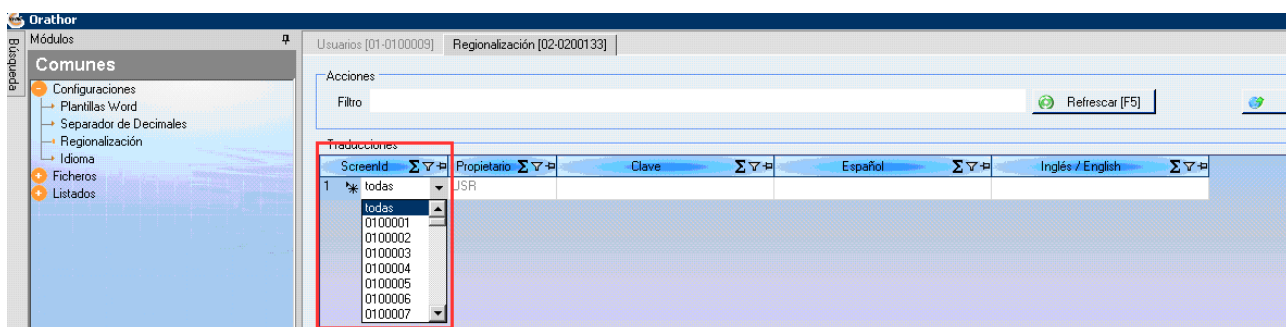 Orathor
Búsqueda
Módulos
Comunes
Configuraciones
Plantillas Word
Separador de Decimales
Regionalización
Idioma
Ficheros
Listados
Usuarios [01-0100009] Regionalización [02-0200133]
Acciones
Filtro Refrescar [F5]
Traducciones
ScreenId Σ Propietario Σ Clave Σ Español Σ Inglés / English Σ
1 todas USR
todas
0100001
0100002
0100003
0100004
0100005
0100006
0100007